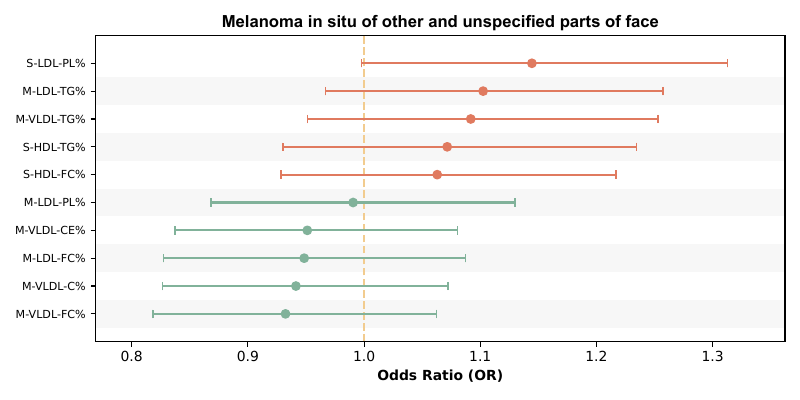 Melanoma in situ of other and unspecified parts of face
S-LDL-PL%
M-LDL-TG%
M-VLDL-TG%
S-HDL-TG%
S-HDL-FC%
M-LDL-PL%
M-VLDL-CE%
M-LDL-FC%
M-VLDL-C%
M-VLDL-FC%
0.8 0.9 1.0 1.1 1.2 1.3
Odds Ratio (OR)